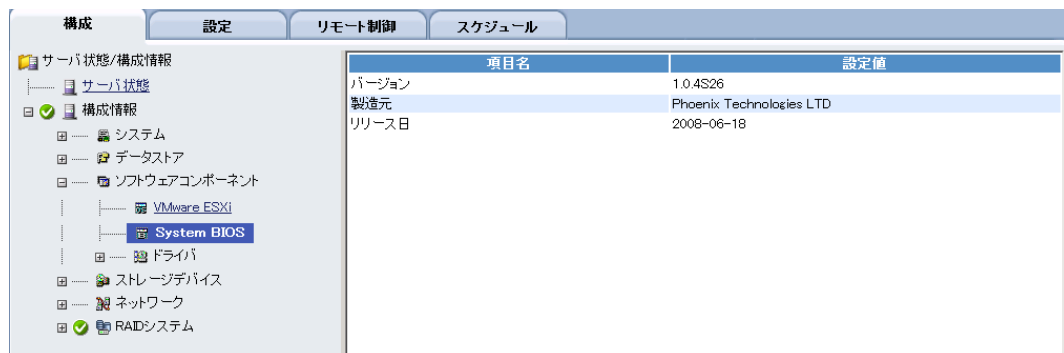 構成 設定 リモート制御 スケジュール
サーバ状態/構成情報
サーバ状態
構成情報
システム
データストア
ソフトウェアコンポーネント
VMware ESXi
System BIOS
ドライバ
ストレージデバイス
ネットワーク
RAIDシステム
項目名 設定値
バージョン 1.0.4S26
製造元 Phoenix Technologies LTD
リリース日 2008-06-18